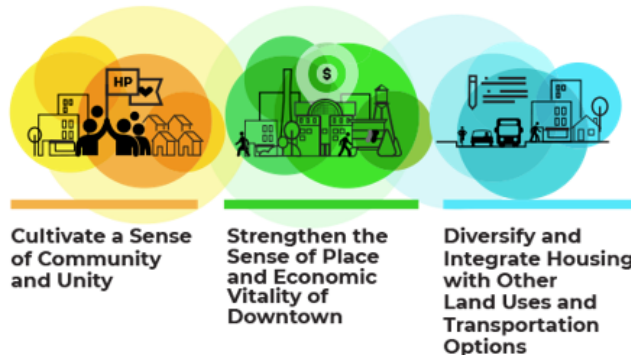 HP
$
Cultivate a Sense
of Community
and Unity
Strengthen the
Sense of Place
and Economic
Vitality of
Downtown
Diversify and
Integrate Housing
with Other
Land Uses and
Transportation
Options